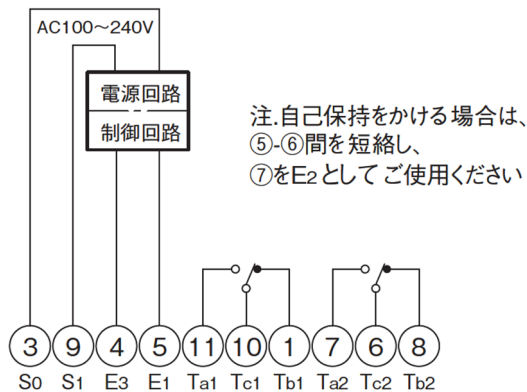 AC100～240V
電源回路
制御回路
注.自己保持をかける場合は、
⑤-⑥間を短絡し、
⑦をE2としてご使用ください
③ ⑨ ④ ⑤ ⑪ ⑩ ① ⑦ ⑥ ⑧
S0 S1 E3 E1 Ta1 Tc1 Tb1 Ta2 Tc2 Tb2